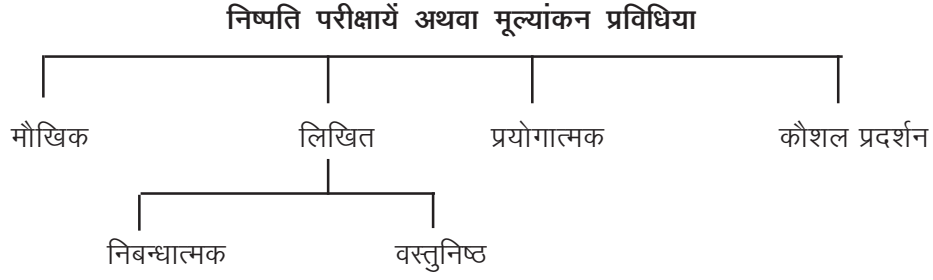 निष्पति परीक्षायें अथवा मूल्यांकन प्रविधिया
मौखिक लिखित प्रयोगात्मक कौशल प्रदर्शन
निबन्धात्मक वस्तुनिष्ठ